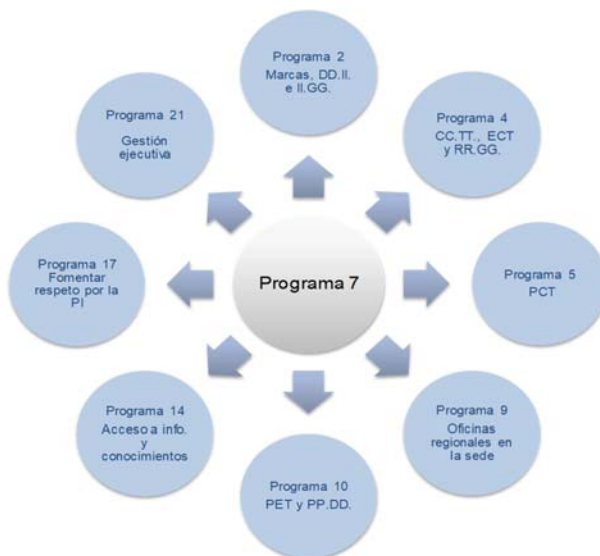 Programa 2
Marcas, DD.II.
e II.GG.
Programa 21
Gestión
ejecutiva
Programa 4
CC.TT., ECT
y RR.GG.
Programa 17
Fomentar
respeto por la
PI
Programa 7
Programa 5
PCT
Programa 14
Acceso a info.
y
conocimientos
Programa 9
Oficinas
regionales en
la sede
Programa 10
PET y PP.DD.